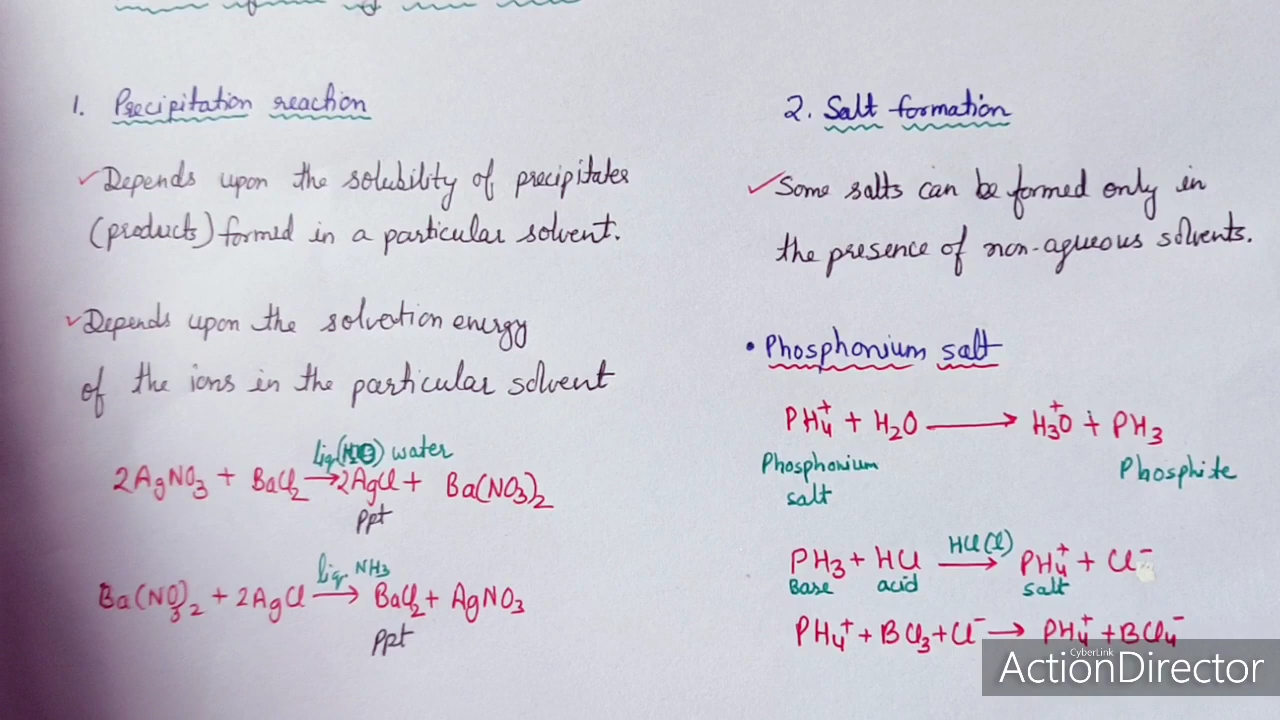 1. Precipitation reaction
✓Depends upon the solubility of precipitates
(products) formed in a particular solvent.
✓Depends upon the solvation energy
of the ions in the particular solvent
liq(H2O) water
2AgNO₃ + BaCl₂ → 2AgCl + Ba(NO₃)₂
ppt
liq. NH₃
Ba(NO₃)₂ + 2AgCl → BaCl₂ + AgNO₃
ppt
2. Salt formation
✓Some salts can be formed only in
the presence of non-aqueous solvents.
• Phosphonium salt
PH₄⁺ + H₂O → H₃O⁺ + PH₃
Phosphonium Phosphite
salt
HCl(l)
PH₃ + HCl → PH₄⁺ + Cl⁻
Base acid salt
PH₄⁺ + BCl₃ + Cl⁻ → PH₄⁺ + BCl₄⁻
CyberLink
ActionDirector